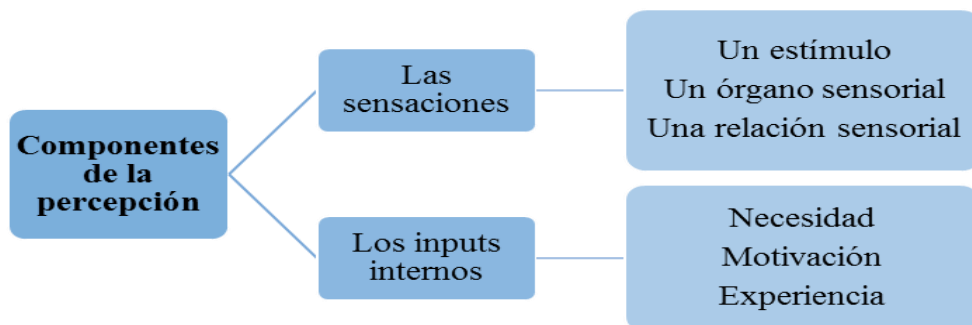 Componentes
de la
percepción
Las
sensaciones
Un estímulo
Un órgano sensorial
Una relación sensorial
Los inputs
internos
Necesidad
Motivación
Experiencia